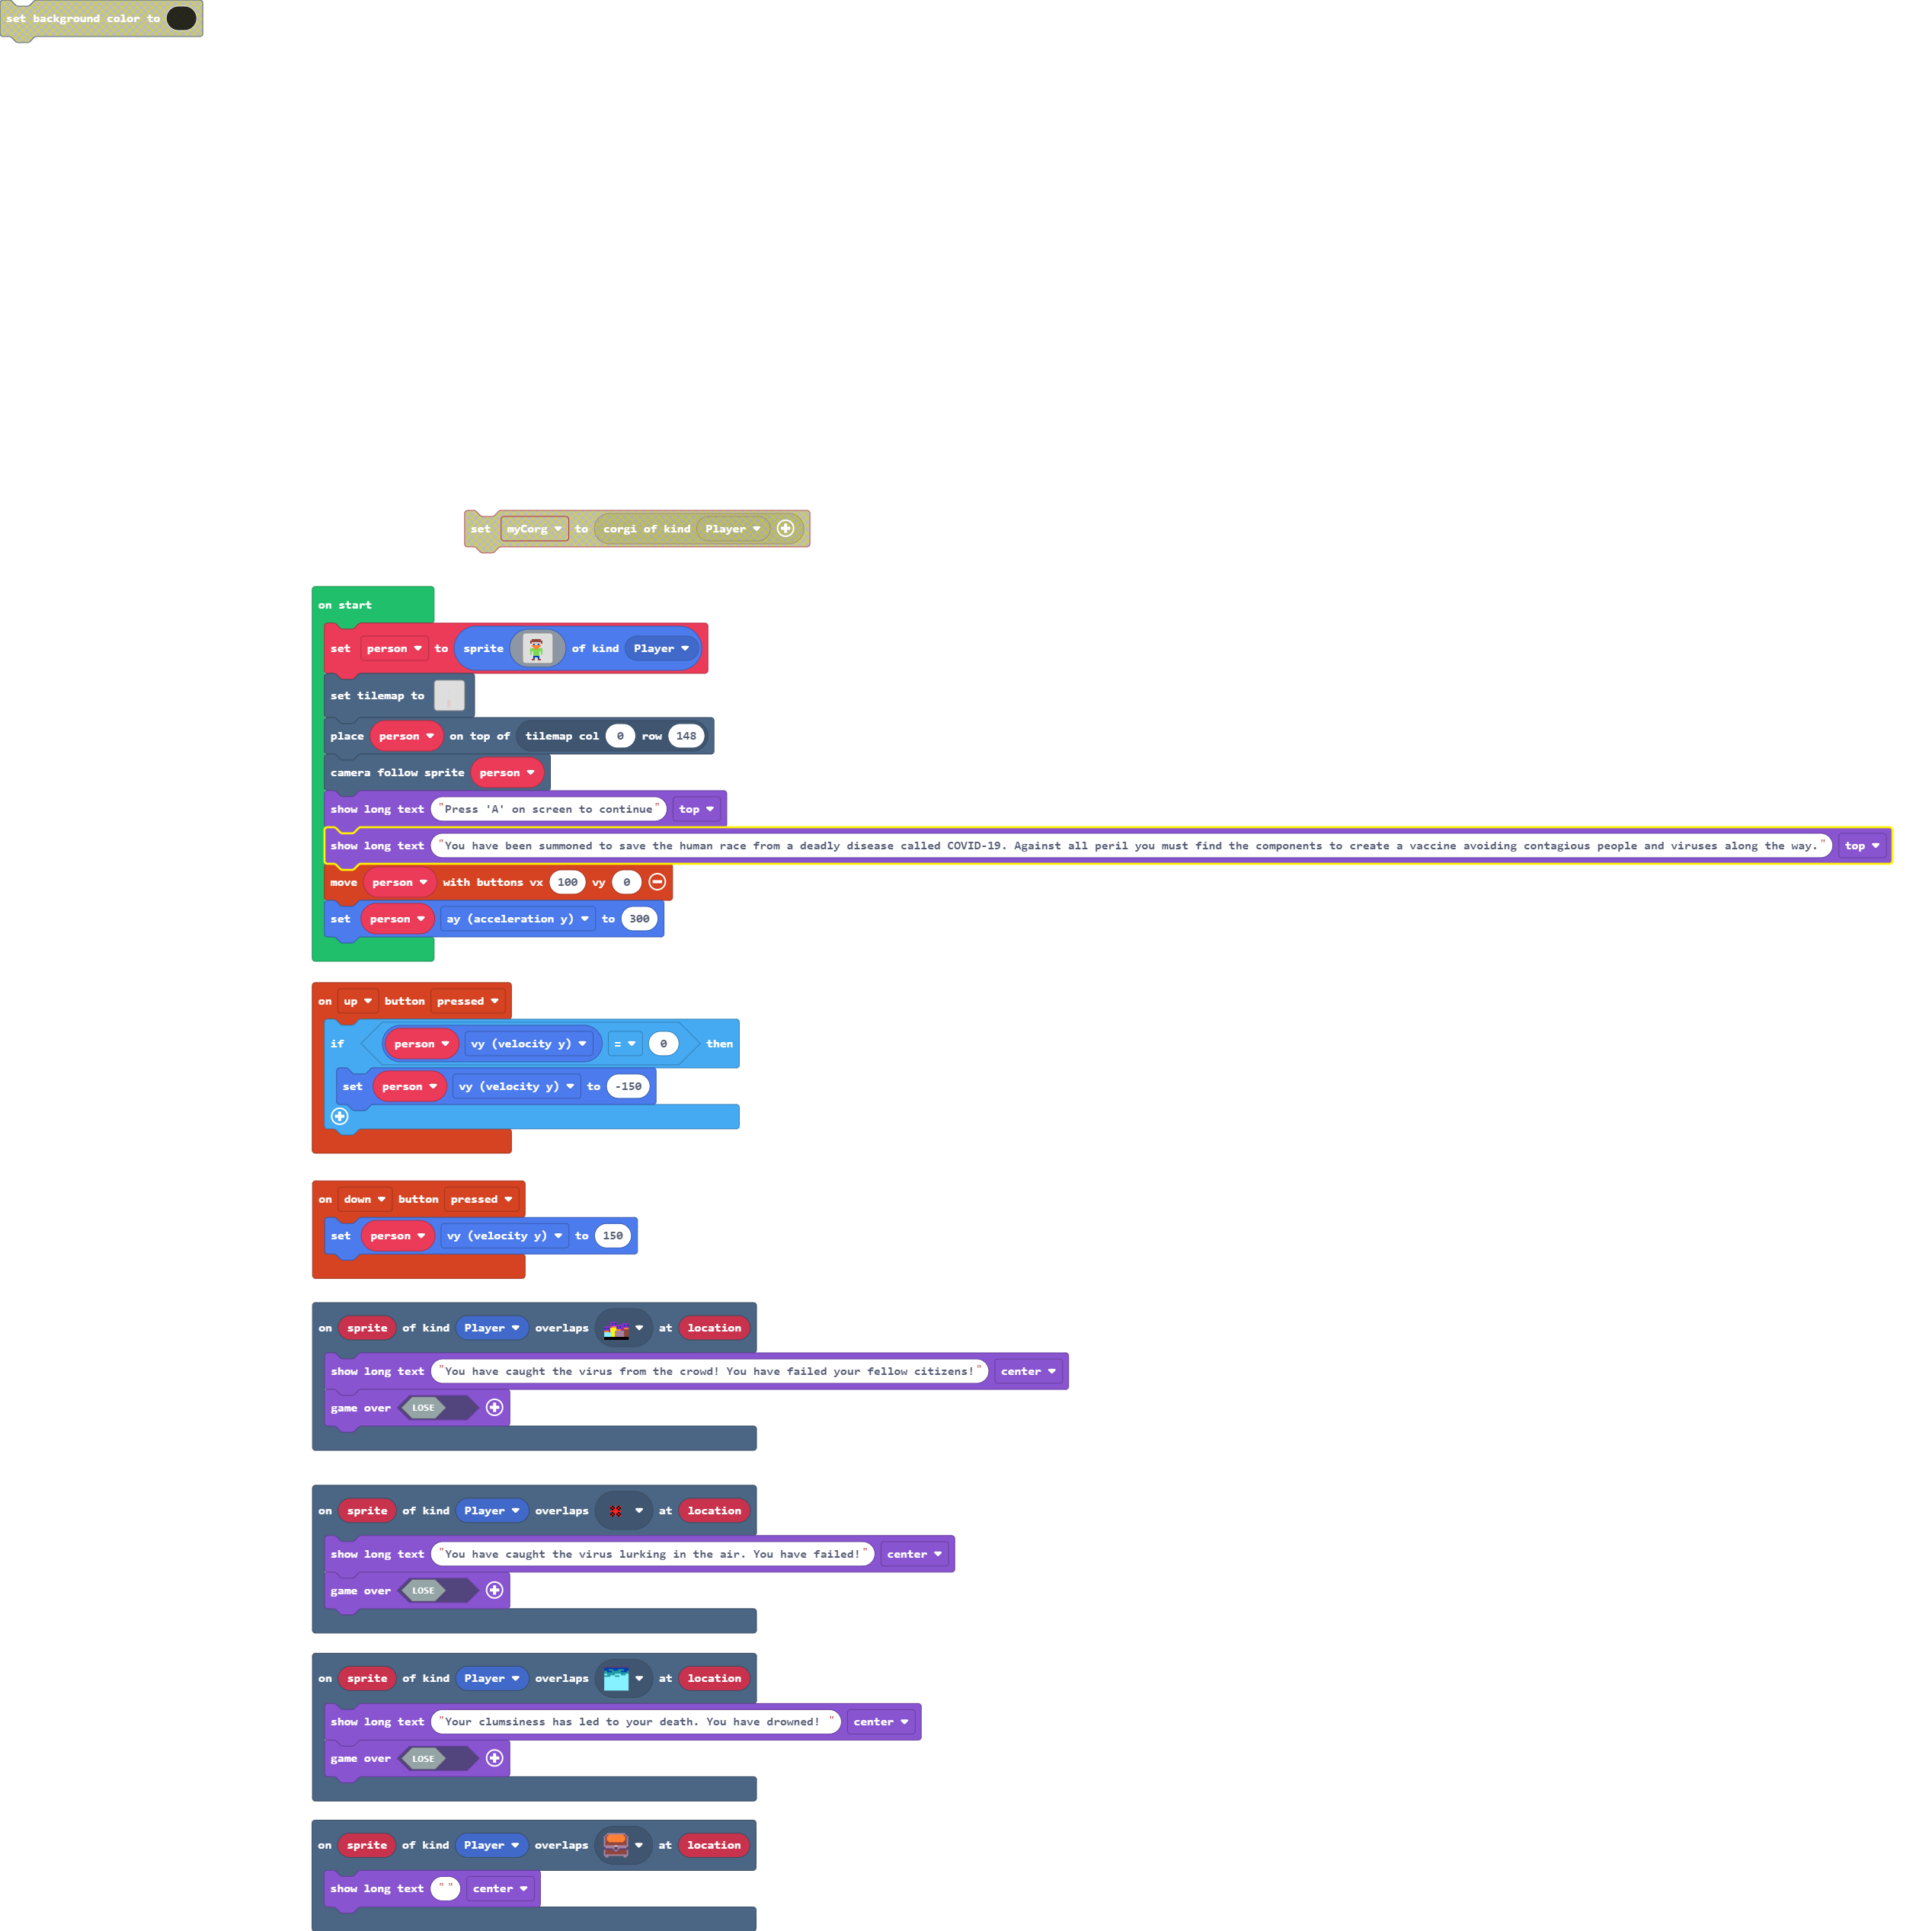 set background color to
set myCorg to corgi of kind Player
on start
set person to sprite of kind Player
set tilemap to
place person on top of tilemap col 0 row 148
camera follow sprite person
show long text "Press 'A' on screen to continue" top
show long text "You have been summoned to save the human race from a deadly disease called COVID-19. Against all peril you must find the components to create a vaccine avoiding contagious people and viruses along the way." top
move person with buttons vx 100 vy 0
set person ay (acceleration y) to 300
on up button pressed
if person vy (velocity y) = 0 then
set person vy (velocity y) to -150
on down button pressed
set person vy (velocity y) to 150
on sprite of kind Player overlaps at location
show long text "You have caught the virus from the crowd! You have failed your fellow citizens!" center
game over LOSE
on sprite of kind Player overlaps at location
show long text "You have caught the virus lurking in the air. You have failed!" center
game over LOSE
on sprite of kind Player overlaps at location
show long text "Your clumsiness has led to your death. You have drowned! " center
game over LOSE
on sprite of kind Player overlaps at location
show long text " " center